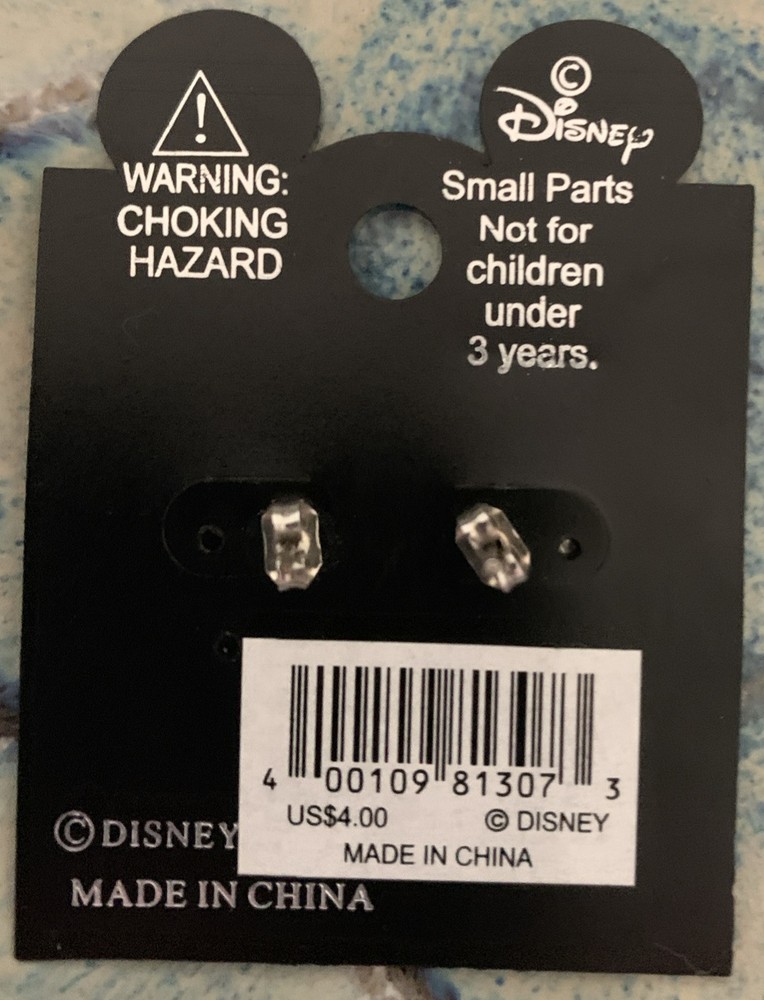 WARNING:
CHOKING
HAZARD
©
Disney
Small Parts
Not for
children
under
3 years.
4 00109 81307 3
US$4.00 © DISNEY
MADE IN CHINA
© DISNEY
MADE IN CHINA